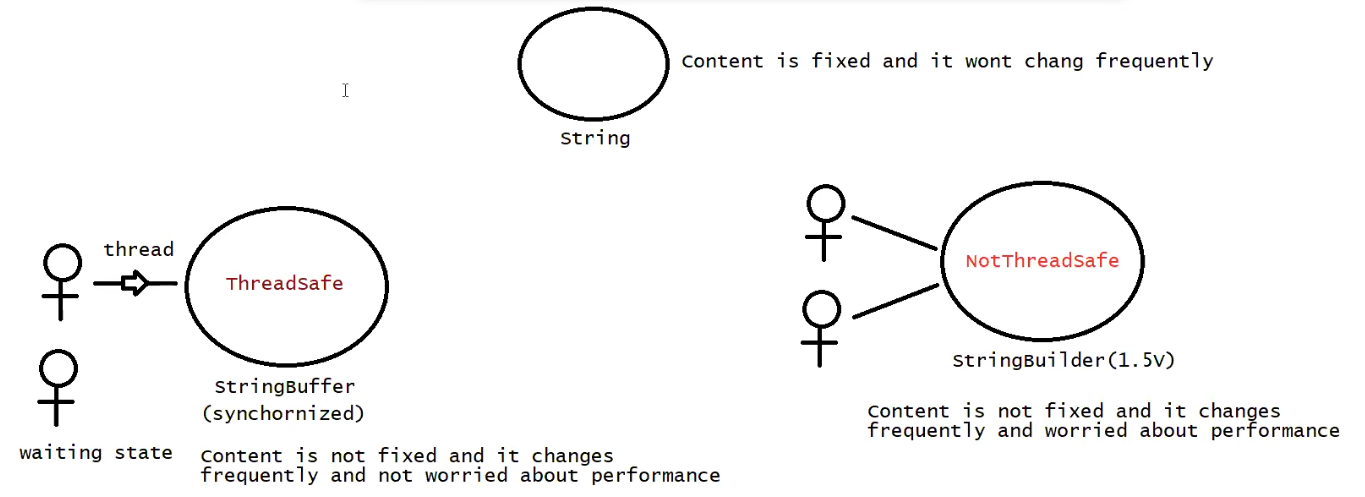 Content is fixed and it wont chang frequently
String
thread
ThreadSafe
StringBuffer
(synchornized)
waiting state
Content is not fixed and it changes
frequently and not worried about performance
NotThreadSafe
StringBuilder(1.5v)
Content is not fixed and it changes
frequently and worried about performance